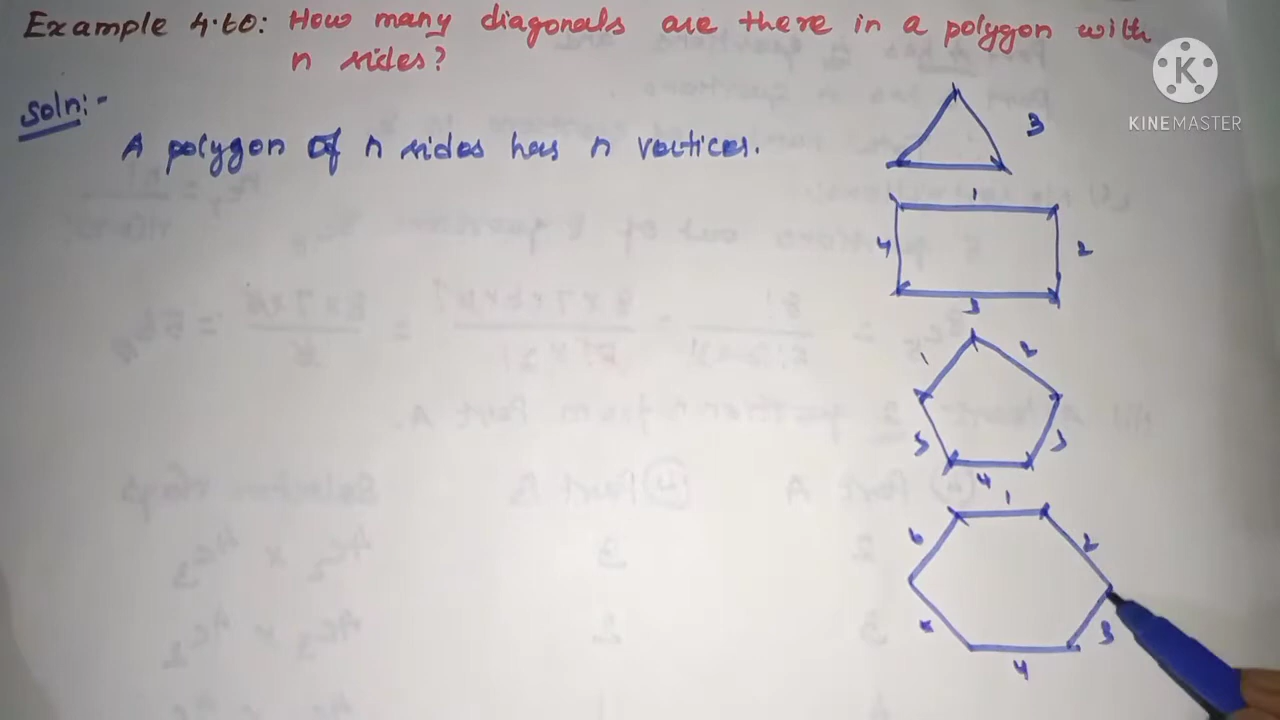 Example 4.60: How many diagonals are there in a polygon with
n sides?
Soln:-
A polygon of n sides has n vertices.
K
KINEMASTER
3
1
4 2
3
1 2
5 3
4
1
6 2
3
4